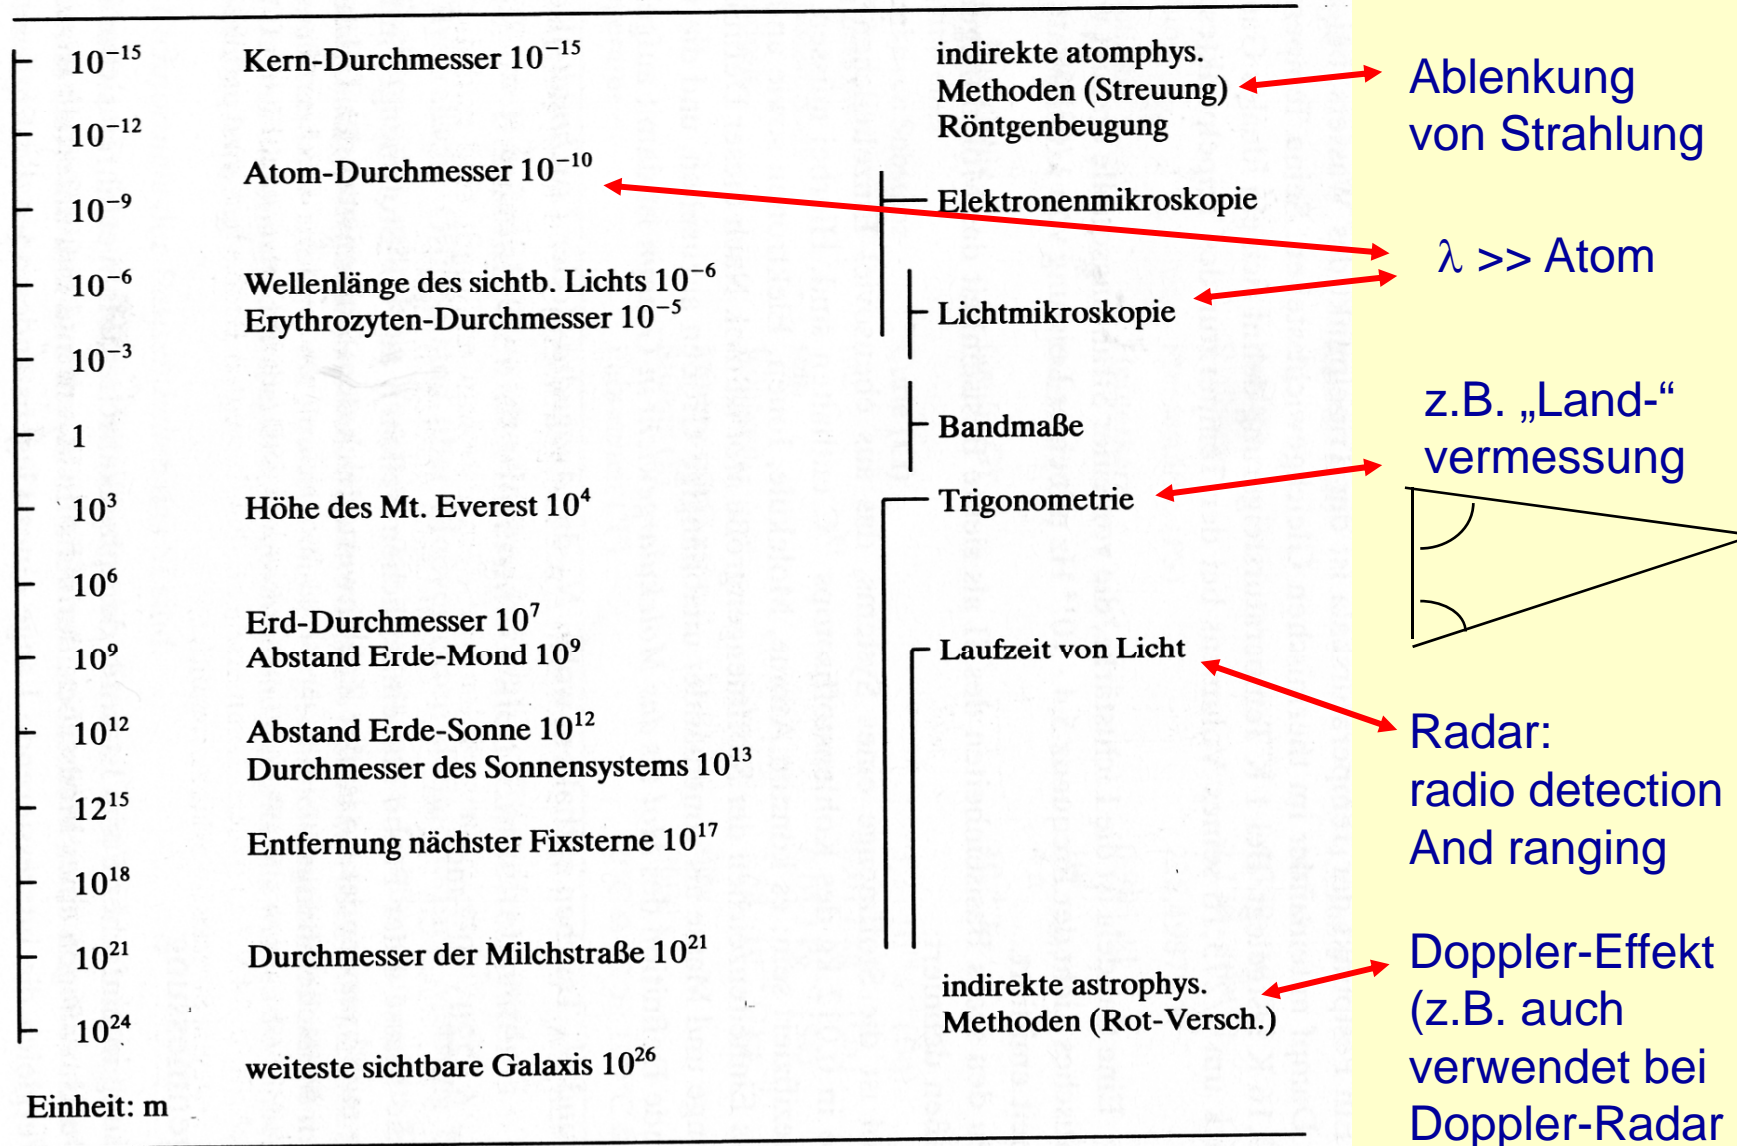 10⁻¹⁵
10⁻¹²
10⁻⁹
10⁻⁶
10⁻³
1
10³
10⁶
10⁹
10¹²
12¹⁵
10¹⁸
10²¹
10²⁴
Einheit: m
Kern-Durchmesser 10⁻¹⁵
Atom-Durchmesser 10⁻¹⁰
Wellenlänge des sichtb. Lichts 10⁻⁶
Erythrozyten-Durchmesser 10⁻⁵
Höhe des Mt. Everest 10⁴
Erd-Durchmesser 10⁷
Abstand Erde-Mond 10⁹
Abstand Erde-Sonne 10¹²
Durchmesser des Sonnensystems 10¹³
Entfernung nächster Fixsterne 10¹⁷
Durchmesser der Milchstraße 10²¹
weiteste sichtbare Galaxis 10²⁶
indirekte atomphys.
Methoden (Streuung)
Röntgenbeugung
Elektronenmikroskopie
Lichtmikroskopie
Bandmaße
Trigonometrie
Laufzeit von Licht
indirekte astrophys.
Methoden (Rot-Versch.)
Ablenkung
von Strahlung
λ >> Atom
z.B. „Land-“
vermessung
Radar:
radio detection
And ranging
Doppler-Effekt
(z.B. auch
verwendet bei
Doppler-Radar